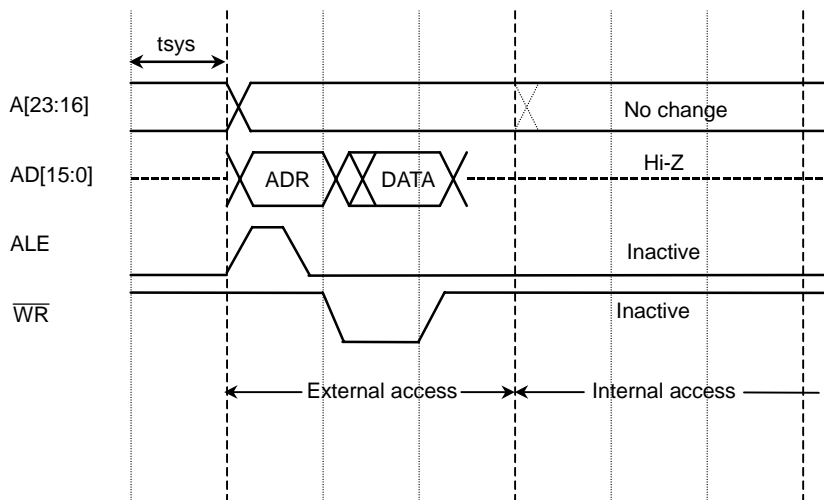 tsys
A[23:16]
No change
AD[15:0]
ADR
DATA
Hi-Z
ALE
Inactive
WR
Inactive
External access
Internal access